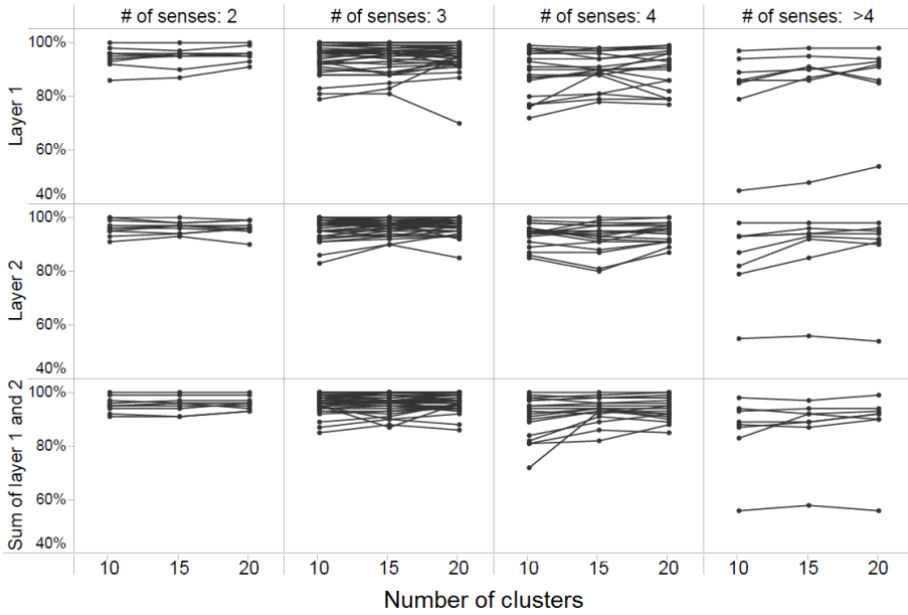 # of senses: 2 # of senses: 3 # of senses: 4 # of senses: >4
Layer 1
100%
80%
60%
40%
Layer 2
100%
80%
60%
40%
Sum of layer 1 and 2
100%
80%
60%
40%
10 15 20 10 15 20 10 15 20 10 15 20
Number of clusters